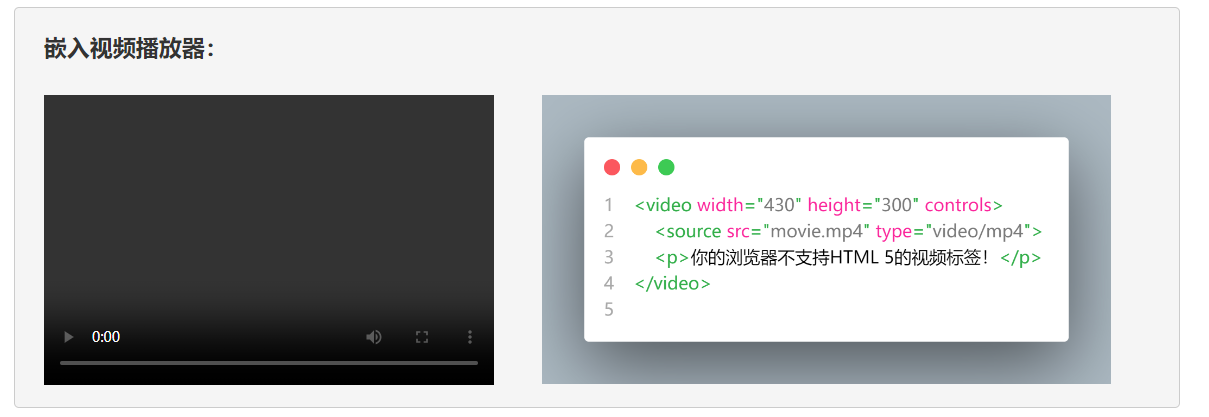 嵌入视频播放器：
0:00
1 <video width="430" height="300" controls>
2 <source src="movie.mp4" type="video/mp4">
3 <p>你的浏览器不支持HTML 5的视频标签！</p>
4 </video>
5